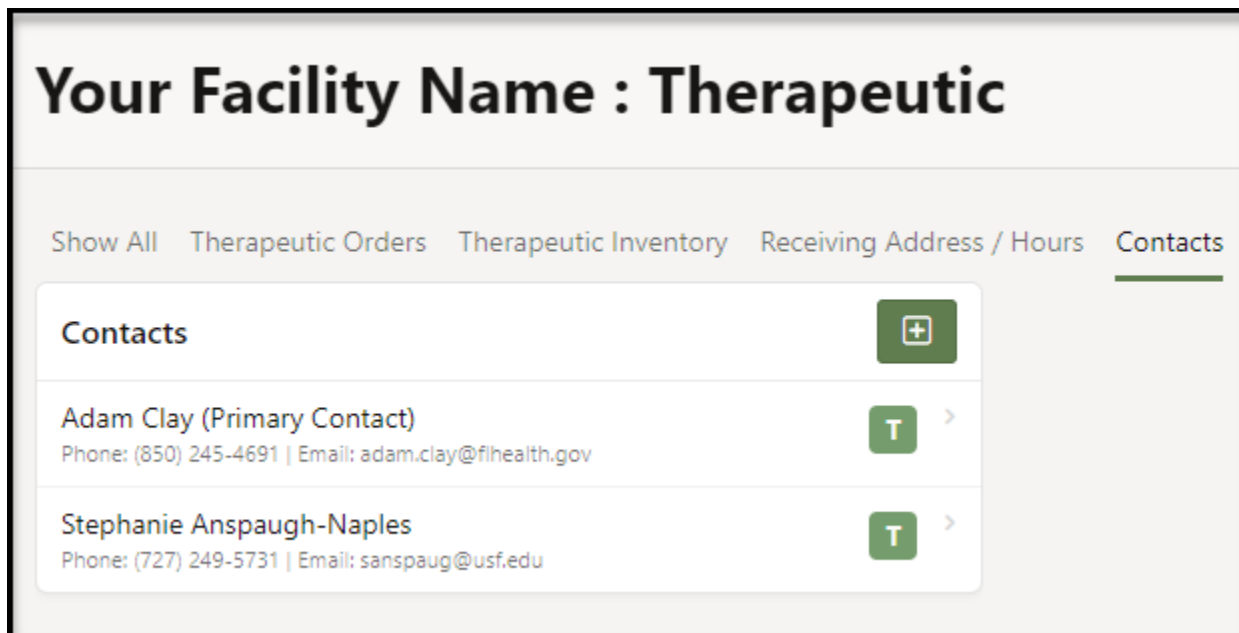 Your Facility Name : Therapeutic
Show All Therapeutic Orders Therapeutic Inventory Receiving Address / Hours Contacts
Contacts
Adam Clay (Primary Contact)
T
Phone: (850) 245-4691 | Email: adam.clay@flhealth.gov
Stephanie Anspaugh-Naples
T
Phone: (727) 249-5731 | Email: sanspaug@usf.edu